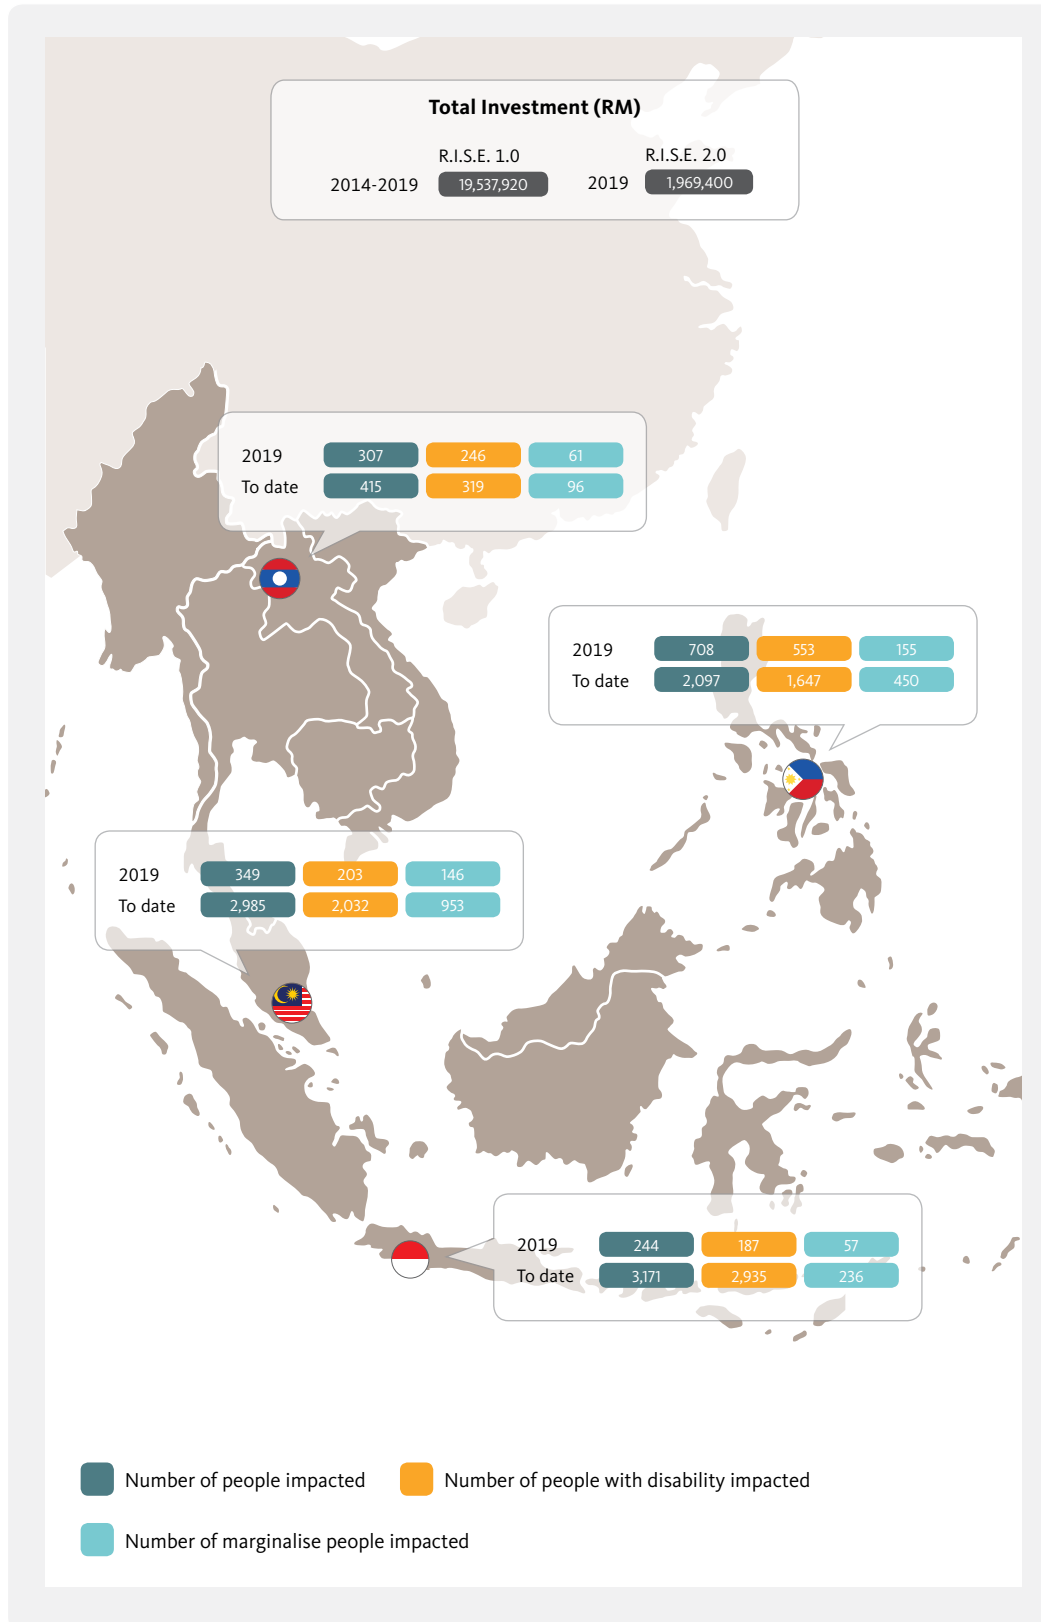 Total Investment (RM)
R.I.S.E. 1.0 R.I.S.E. 2.0
2014-2019 19,537,920 2019 1,969,400
2019 307 246 61
To date 415 319 96
2019 708 553 155
To date 2,097 1,647 450
2019 349 203 146
To date 2,985 2,032 953
2019 244 187 57
To date 3,171 2,935 236
Number of people impacted Number of people with disability impacted
Number of marginalise people impacted